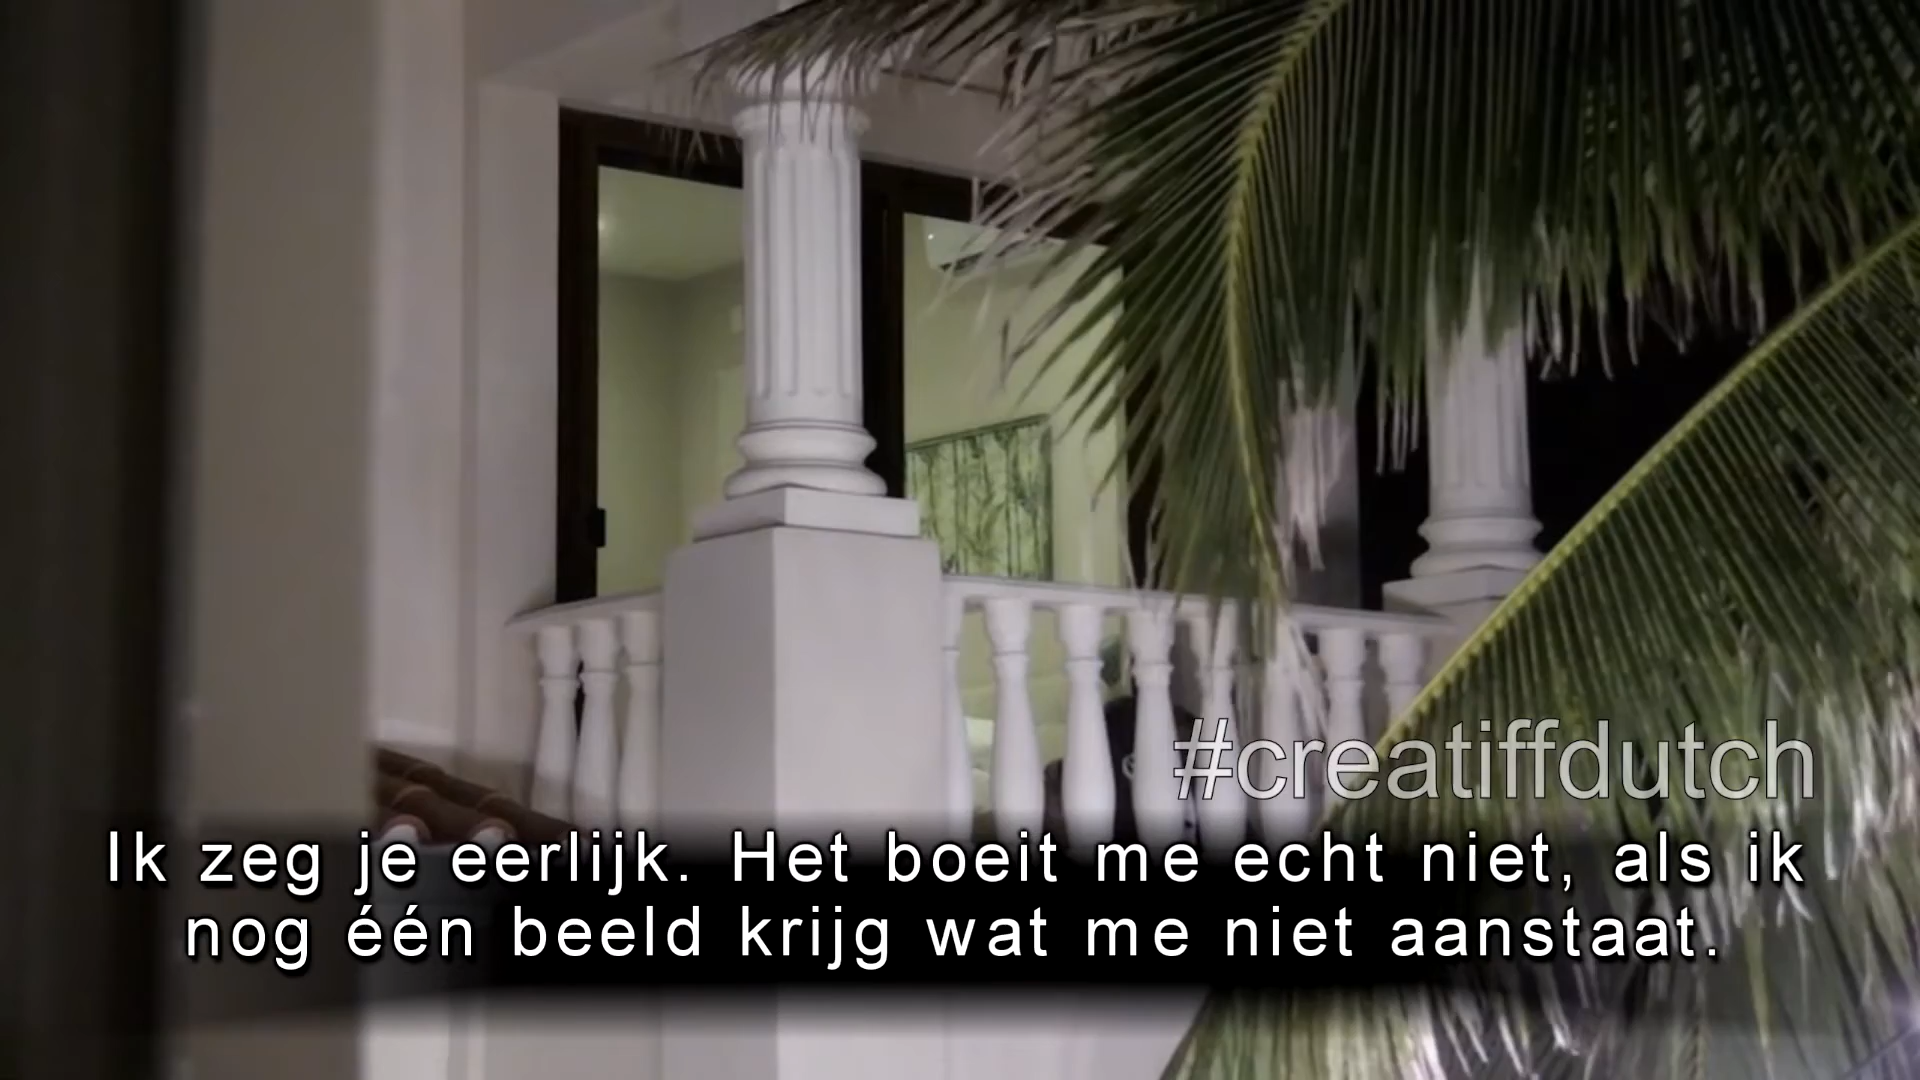 #creatiffdutch
Ik zeg je eerlijk. Het boeit me echt niet, als ik
nog één beeld krijg wat me niet aanstaat.